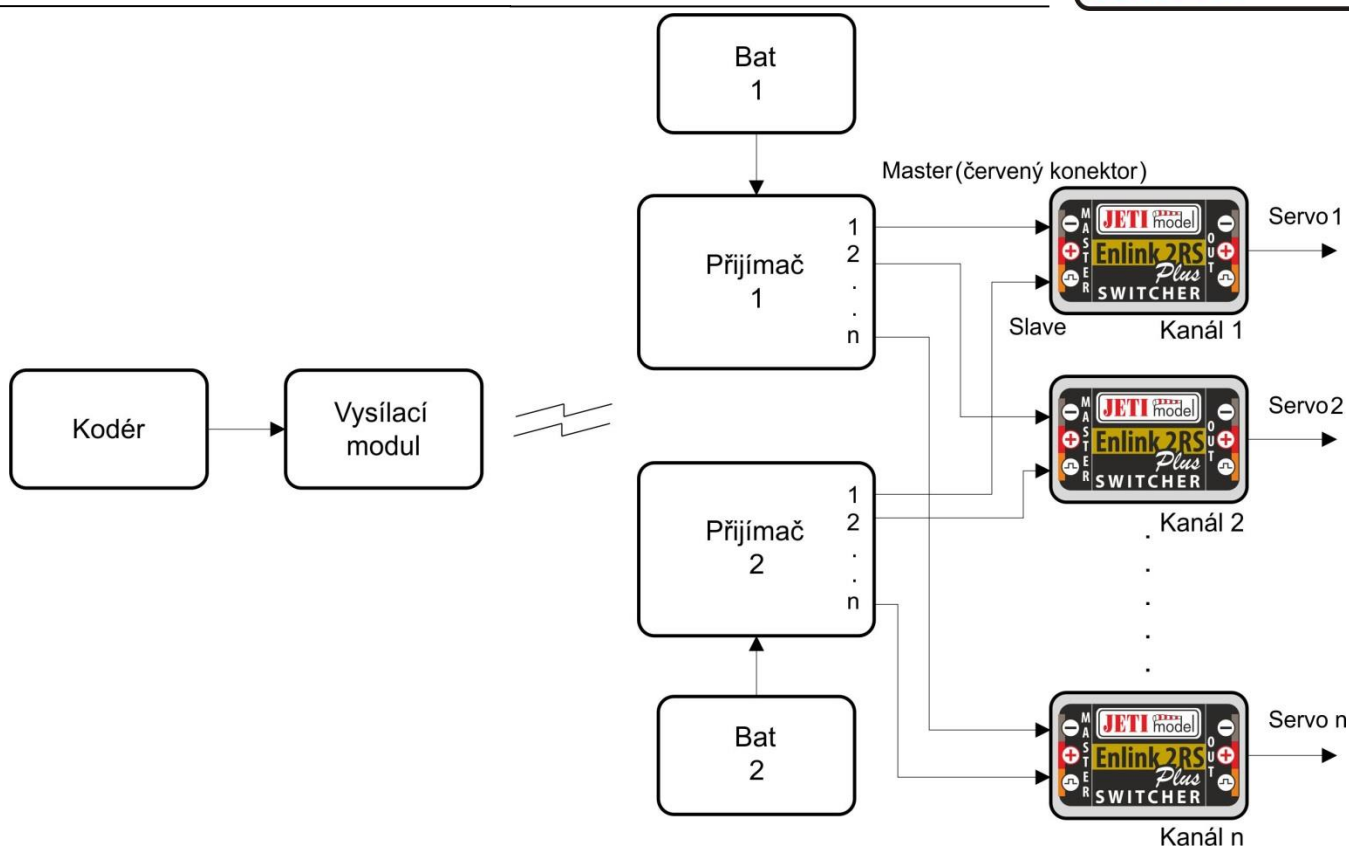 Bat
1
Master (červený konektor)
Přijímač
1
1
2
.
.
n
MASTER
JETI model
Enlink 2RS
Plus
SWITCHER
OUT
Servo 1
Slave
Kanál 1
Kodér
Vysílací
modul
MASTER
JETI model
Enlink 2RS
Plus
SWITCHER
OUT
Servo 2
Kanál 2
Přijímač
2
1
2
.
.
n
Bat
2
MASTER
JETI model
Enlink 2RS
Plus
SWITCHER
OUT
Servo n
Kanál n